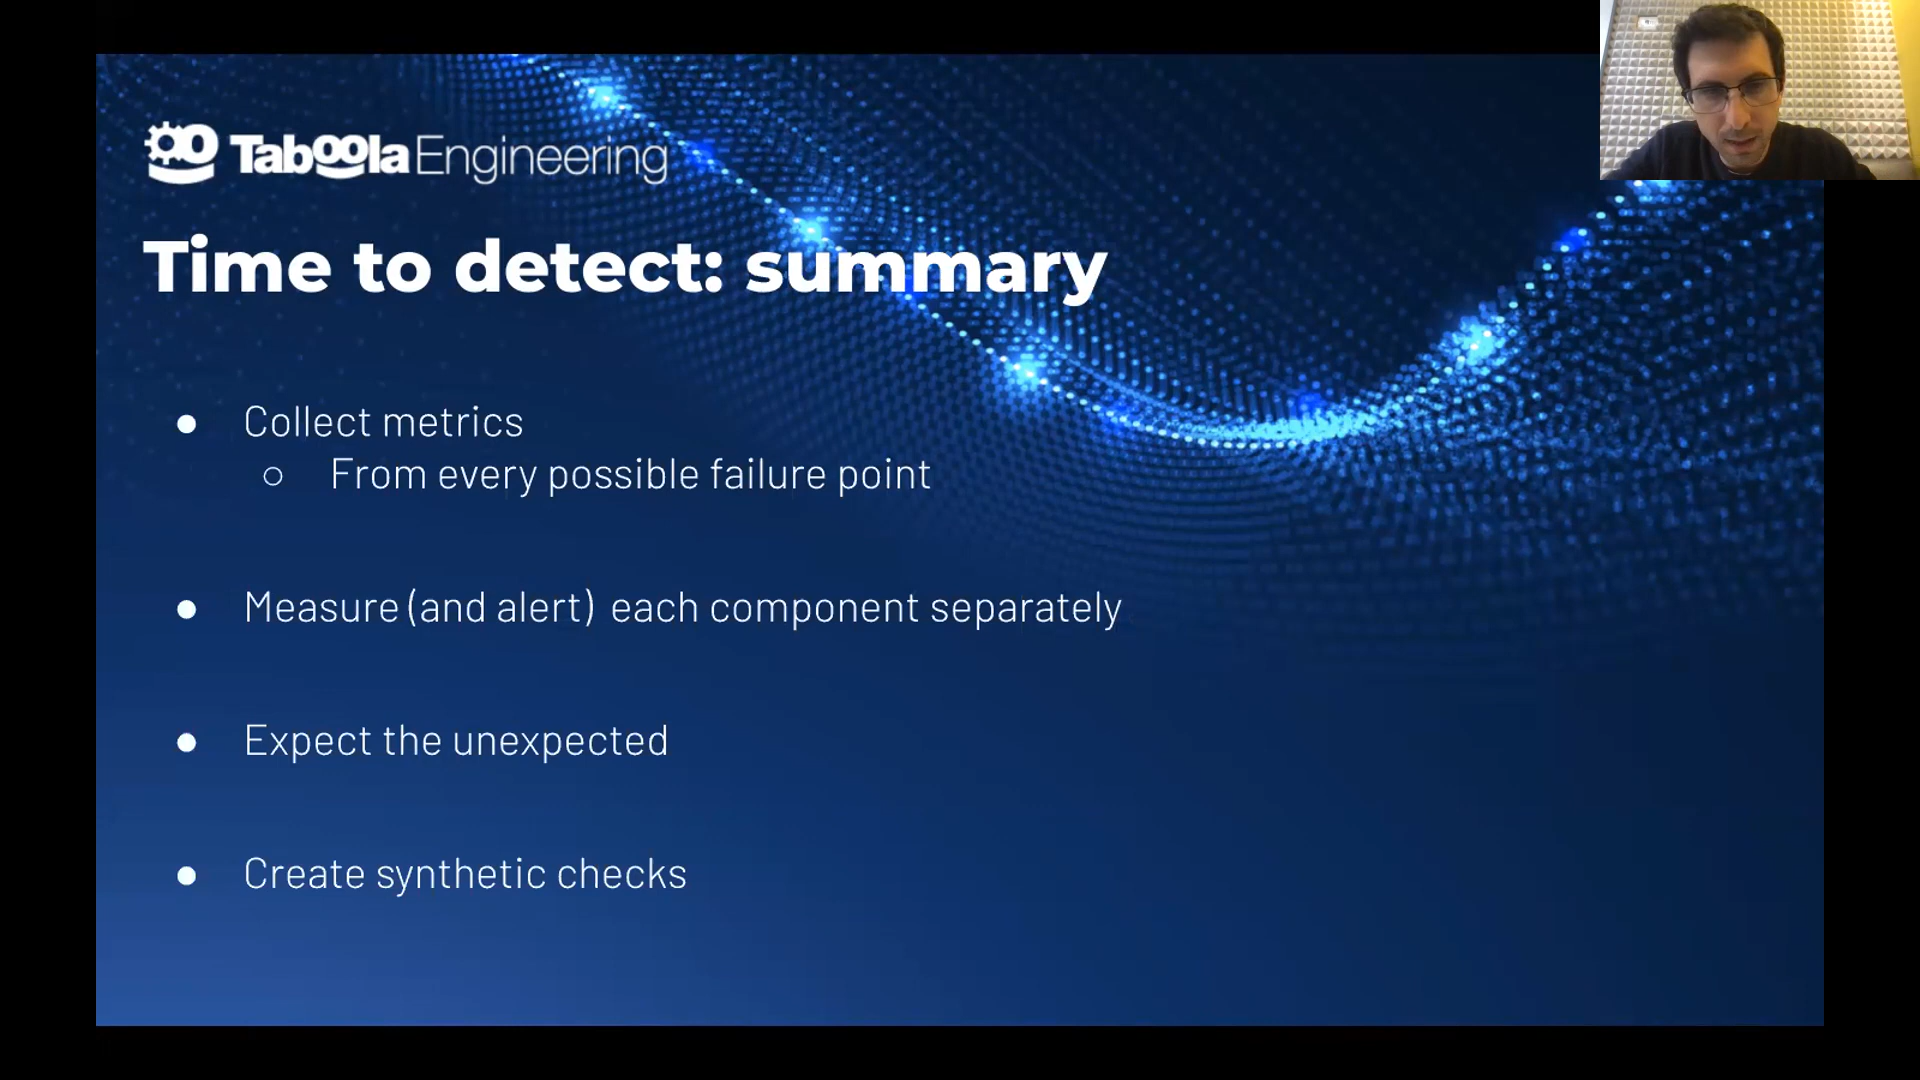 Taboola Engineering
Time to detect: summary
● Collect metrics
○ From every possible failure point
● Measure (and alert) each component separately
● Expect the unexpected
● Create synthetic checks